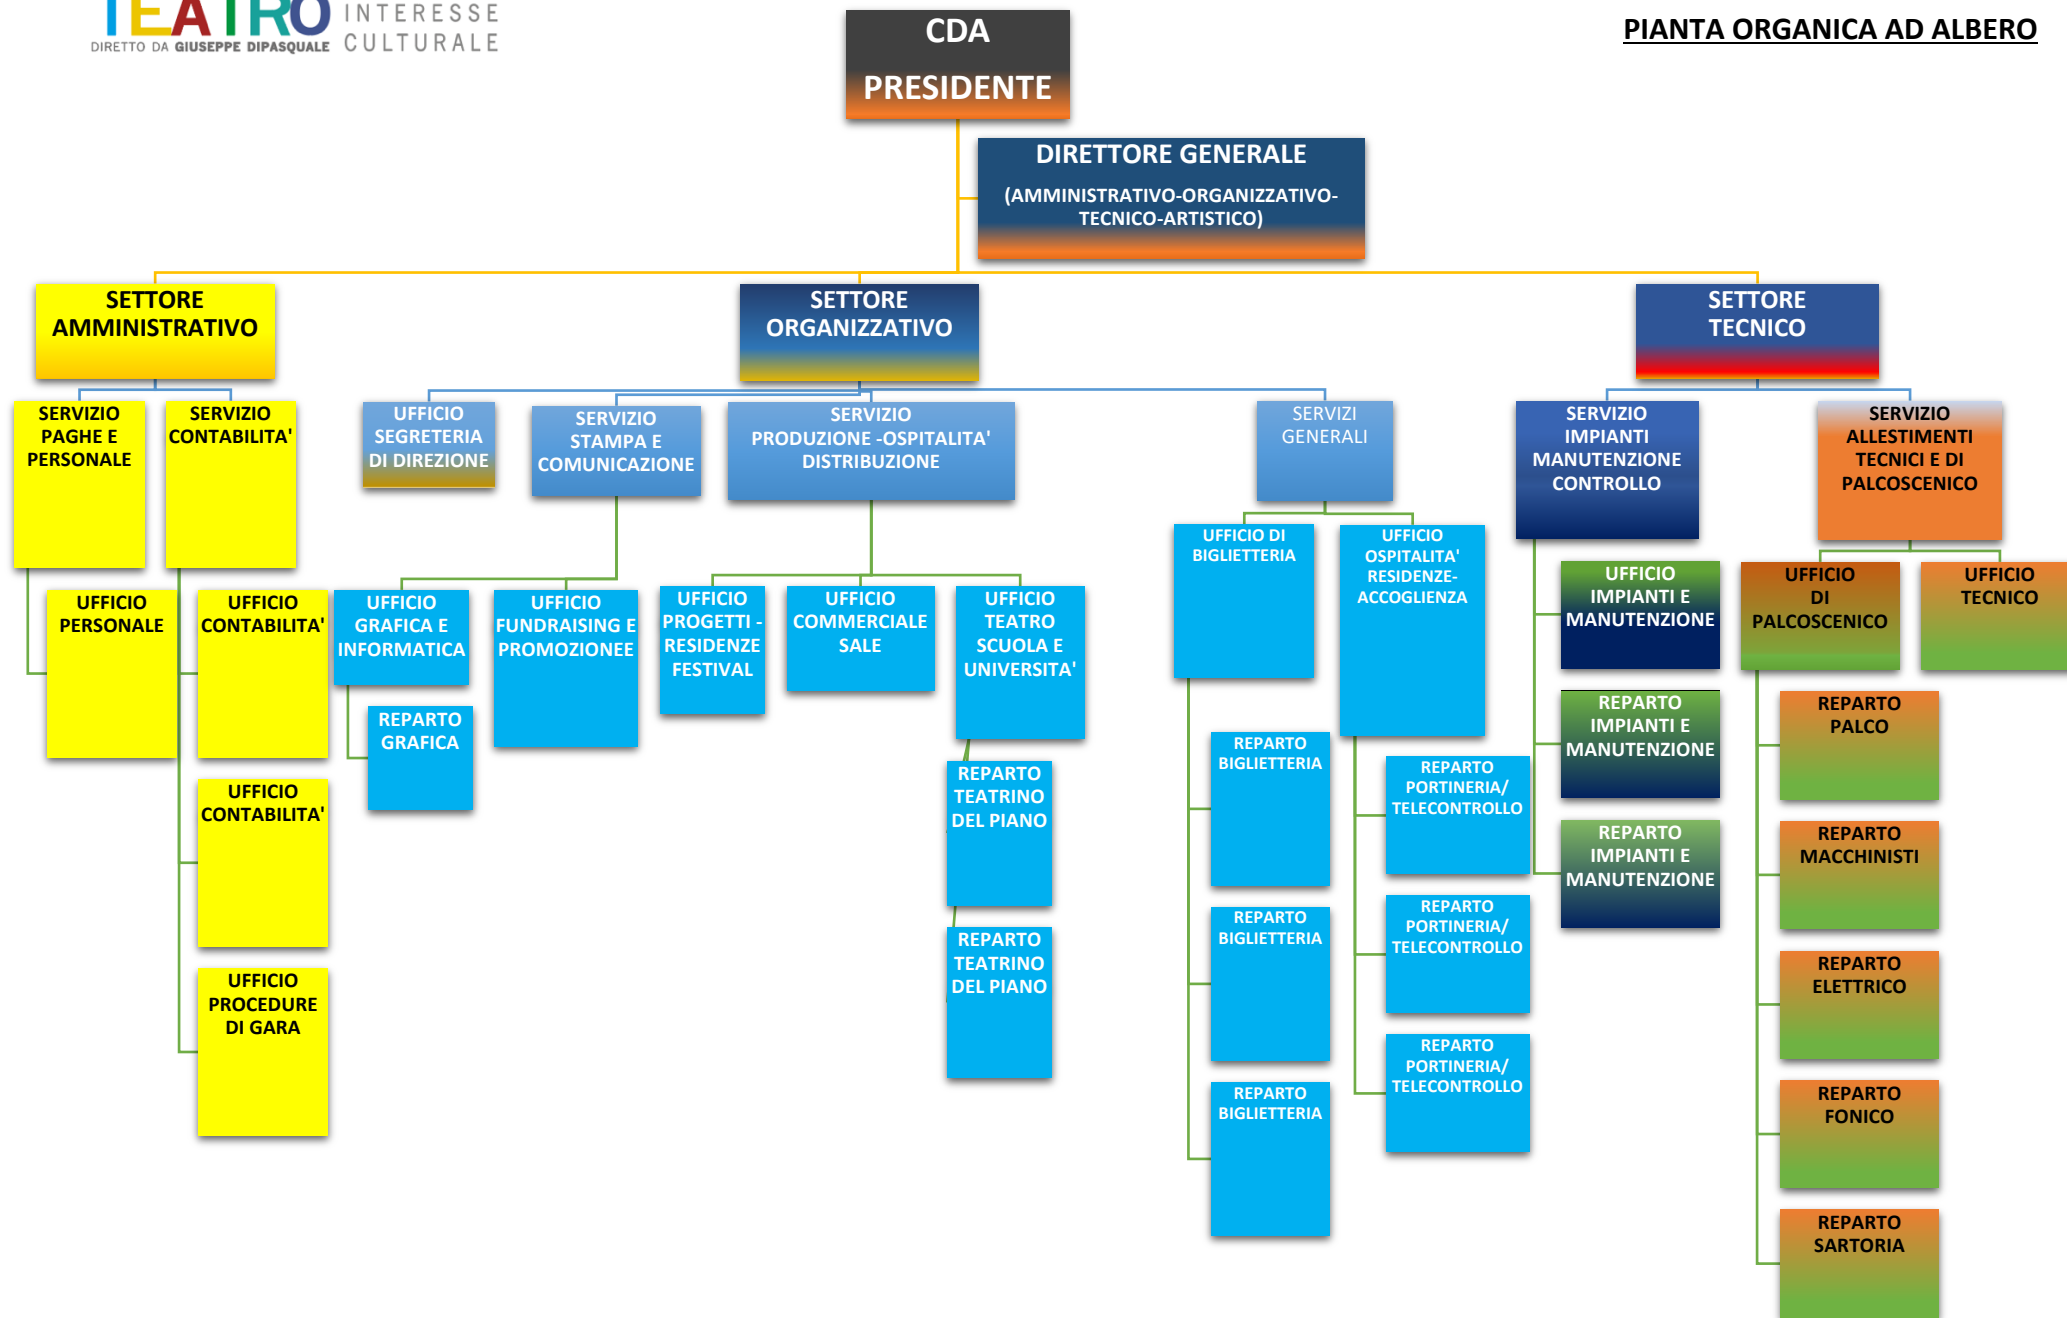 TEATRO
INTERESSE
CULTURALE
DIRETTO DA GIUSEPPE DIPASQUALE
PIANTA ORGANICA AD ALBERO
CDA
PRESIDENTE
DIRETTORE GENERALE
(AMMINISTRATIVO-ORGANIZZATIVO-
TECNICO-ARTISTICO)
SETTORE
AMMINISTRATIVO
SETTORE
ORGANIZZATIVO
SETTORE
TECNICO
SERVIZIO
PAGHE E
PERSONALE
SERVIZIO
CONTABILITA'
UFFICIO
SEGRETERIA
DI DIREZIONE
SERVIZIO
STAMPA E
COMUNICAZIONE
SERVIZIO
PRODUZIONE -OSPITALITA'
DISTRIBUZIONE
SERVIZI
GENERALI
SERVIZIO
IMPIANTI
MANUTENZIONE
CONTROLLO
SERVIZIO
ALLESTIMENTI
TECNICI E DI
PALCOSCENICO
UFFICIO
PERSONALE
UFFICIO
CONTABILITA'
UFFICIO
CONTABILITA'
UFFICIO
PROCEDURE
DI GARA
UFFICIO
GRAFICA E
INFORMATICA
REPARTO
GRAFICA
UFFICIO
FUNDRAISING E
PROMOZIONEE
UFFICIO
PROGETTI -
RESIDENZE
FESTIVAL
UFFICIO
COMMERCIALE
SALE
UFFICIO
TEATRO
SCUOLA E
UNIVERSITA'
REPARTO
TEATRINO
DEL PIANO
REPARTO
TEATRINO
DEL PIANO
UFFICIO DI
BIGLIETTERIA
REPARTO
BIGLIETTERIA
REPARTO
BIGLIETTERIA
REPARTO
BIGLIETTERIA
UFFICIO
OSPITALITA'
RESIDENZE-
ACCOGLIENZA
REPARTO
PORTINERIA/
TELECONTROLLO
REPARTO
PORTINERIA/
TELECONTROLLO
REPARTO
PORTINERIA/
TELECONTROLLO
UFFICIO
IMPIANTI E
MANUTENZIONE
REPARTO
IMPIANTI E
MANUTENZIONE
REPARTO
IMPIANTI E
MANUTENZIONE
UFFICIO
DI
PALCOSCENICO
UFFICIO
TECNICO
REPARTO
PALCO
REPARTO
MACCHINISTI
REPARTO
ELETTRICO
REPARTO
FONICO
REPARTO
SARTORIA